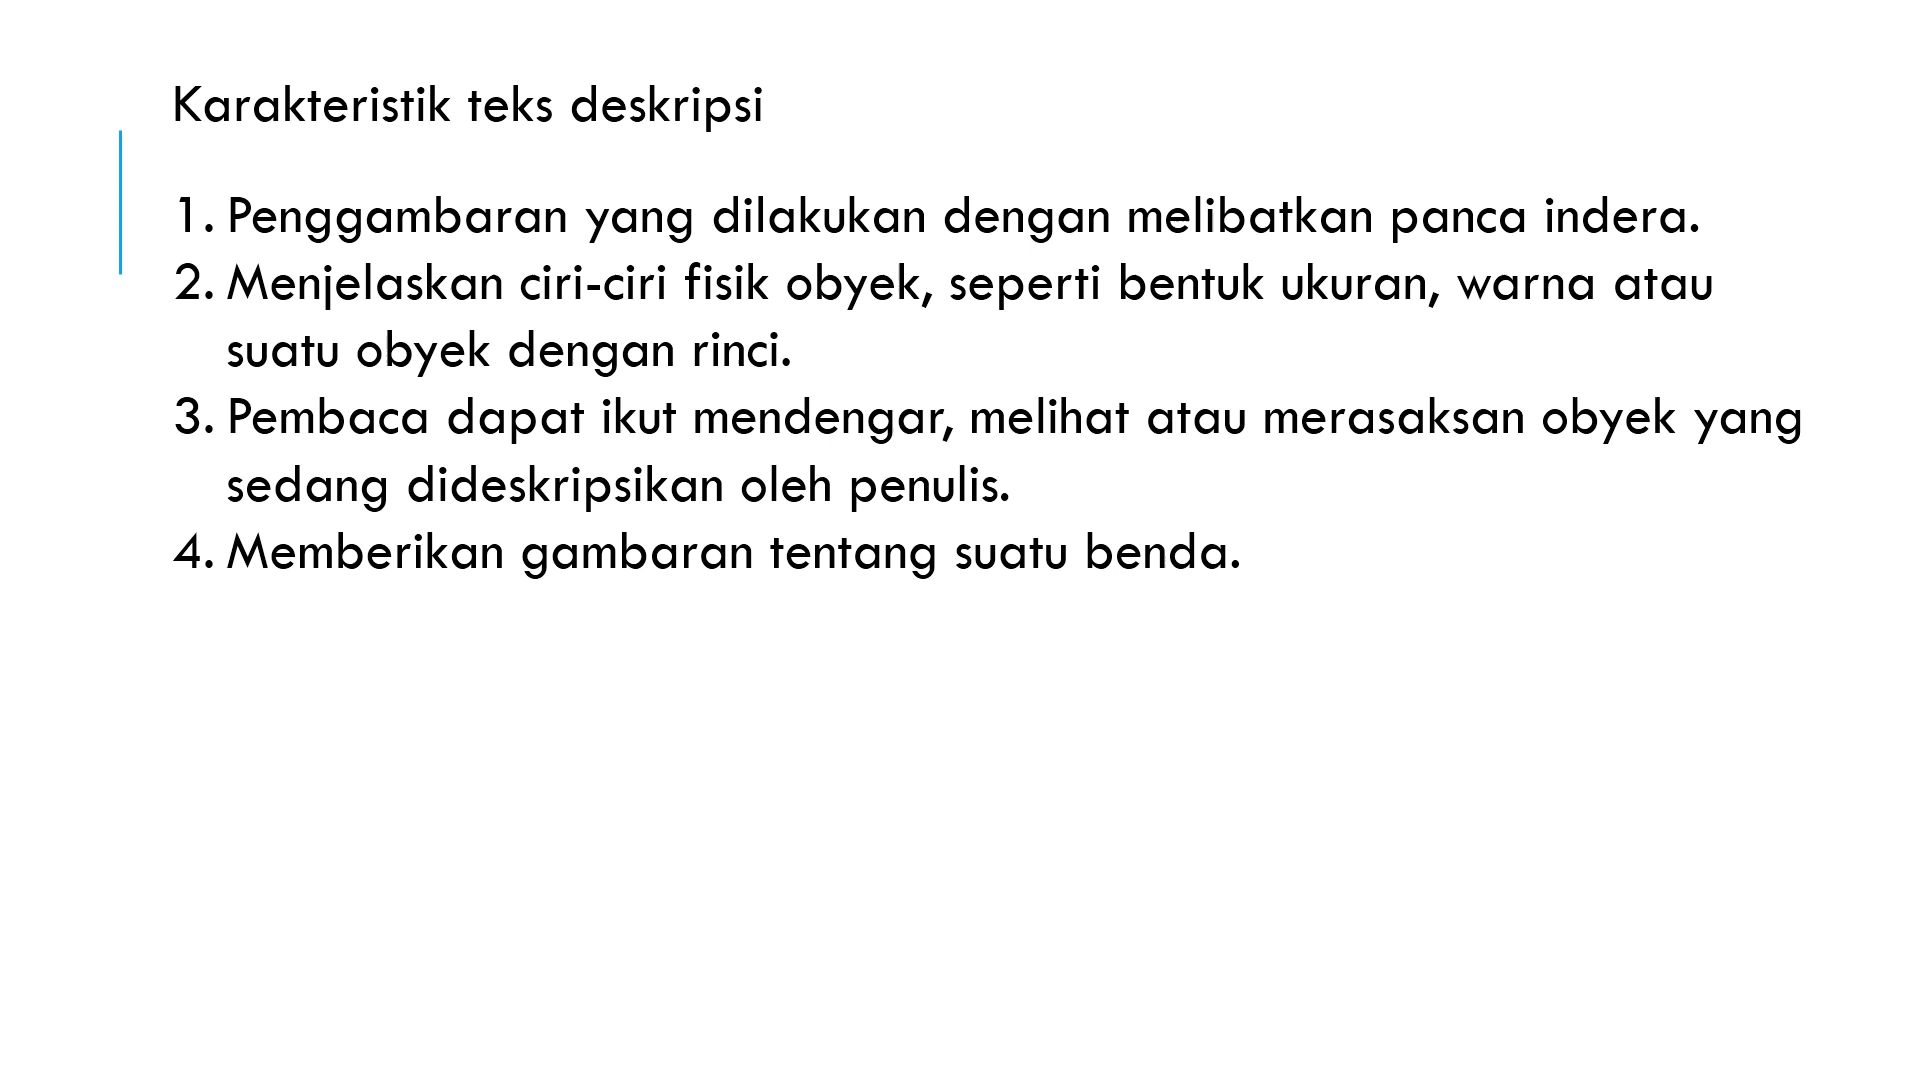 Karakteristik teks deskripsi
1. Penggambaran yang dilakukan dengan melibatkan panca indera.
2. Menjelaskan ciri-ciri fisik obyek, seperti bentuk ukuran, warna atau
suatu obyek dengan rinci.
3. Pembaca dapat ikut mendengar, melihat atau merasaksan obyek yang
sedang dideskripsikan oleh penulis.
4. Memberikan gambaran tentang suatu benda.